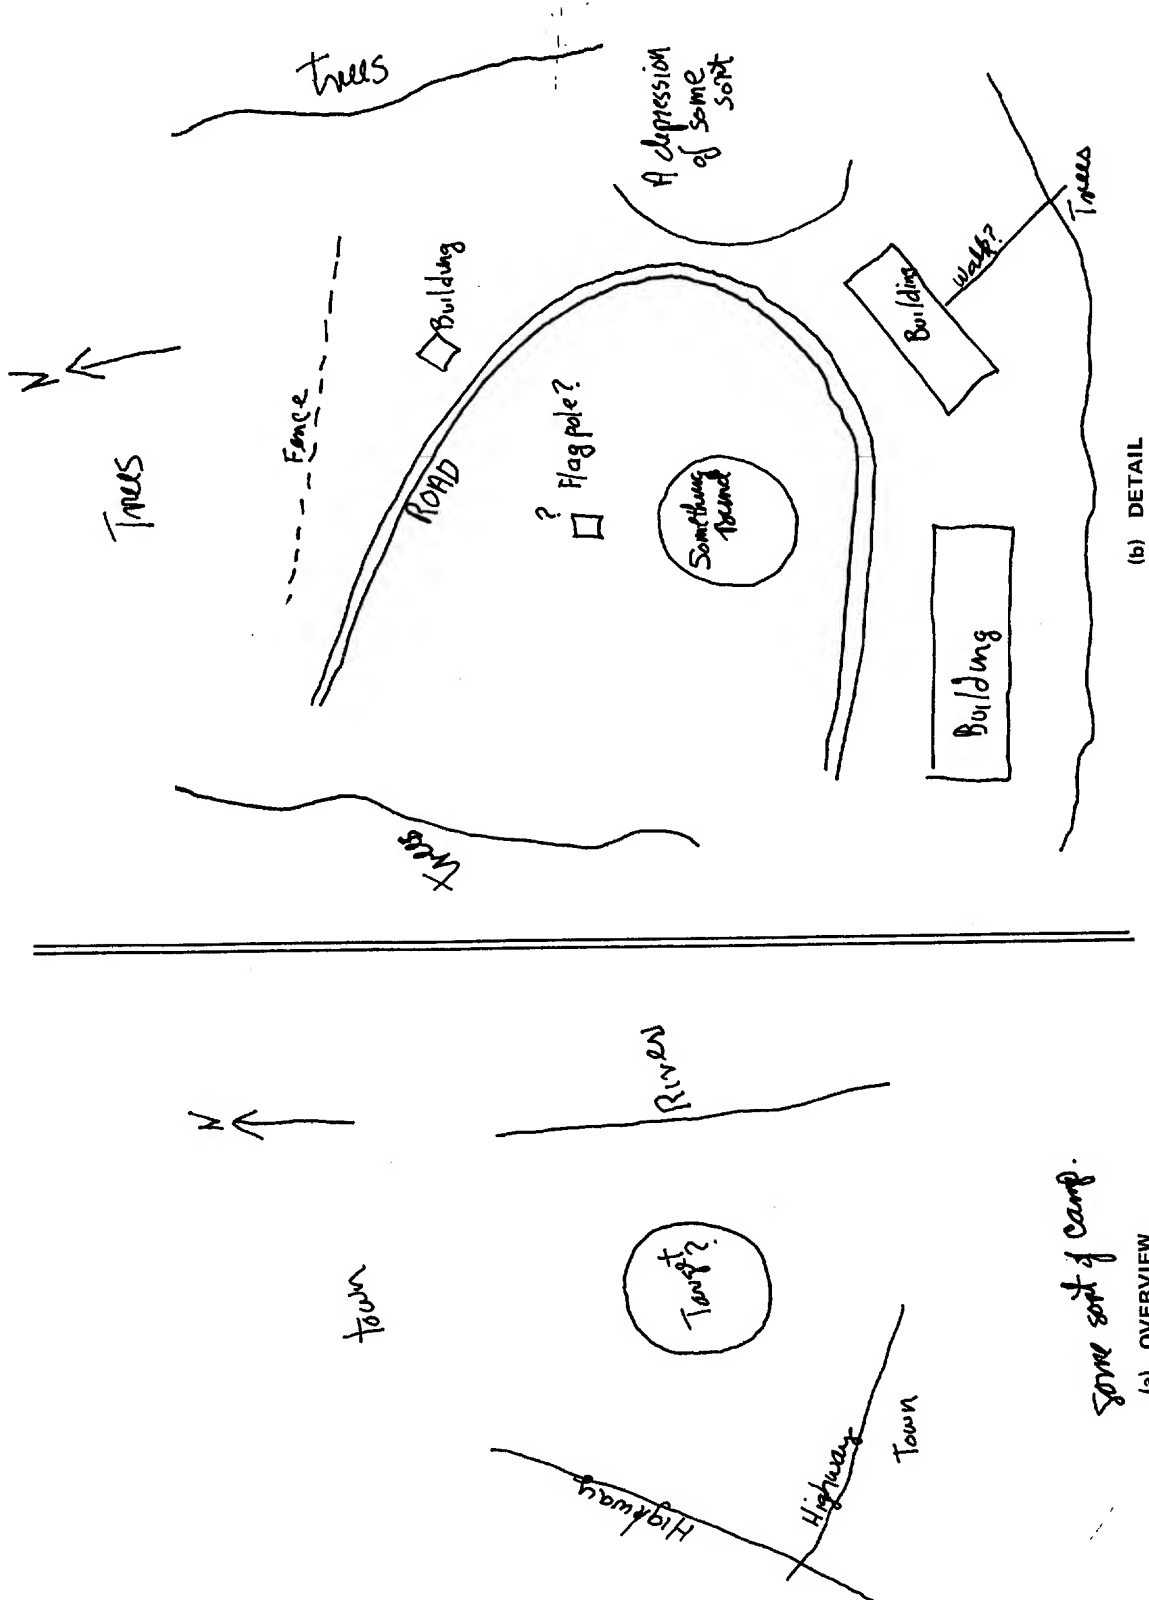 N
town
River
Target?
Highway
Highway
Town
Some sort of camp.
(a) OVERVIEW
N
Trees
trees
Fence
trees
Building
ROAD
? Flagpole?
A depression
of some
sort
Something
Round
Building
Building
Walk?
Trees
(b) DETAIL